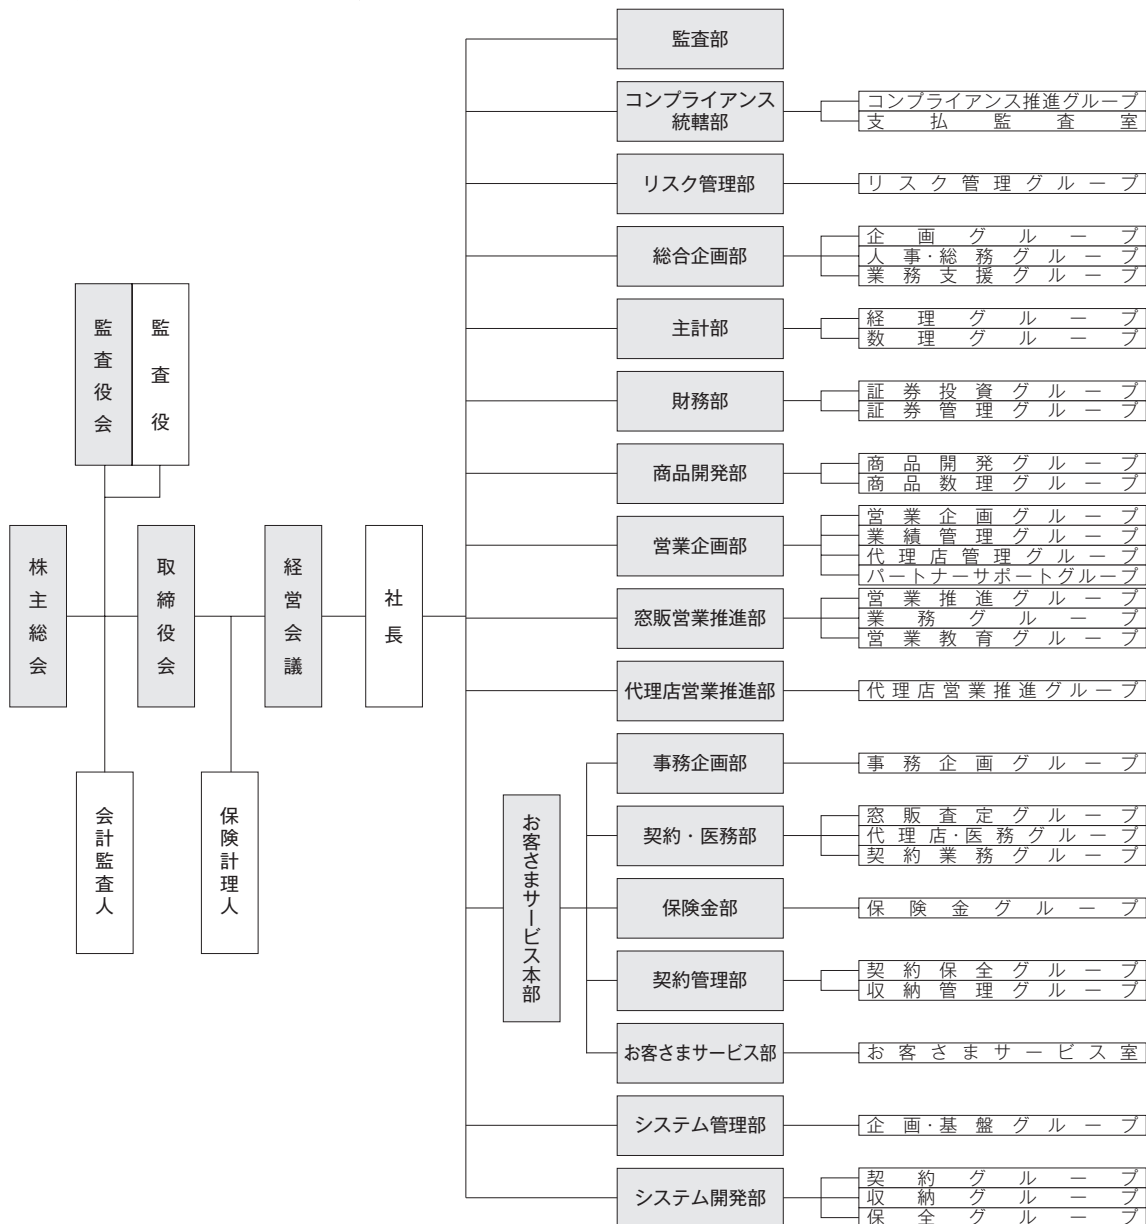 監査役会
監査役
株主総会
取締役会
経営会議
社長
会計監査人
保険計理人
監査部
コンプライアンス
統轄部
コンプライアンス推進グループ
支払監査室
リスク管理部
リスク管理グループ
総合企画部
企画グループ
人事・総務グループ
業務支援グループ
主計部
経理グループ
数理グループ
財務部
証券投資グループ
証券管理グループ
商品開発部
商品開発グループ
商品数理グループ
営業企画部
営業企画グループ
業績管理グループ
代理店管理グループ
パートナーサポートグループ
窓販営業推進部
営業推進グループ
業務グループ
営業教育グループ
代理店営業推進部
代理店営業推進グループ
お客さまサービス本部
事務企画部
事務企画グループ
契約・医務部
窓販査定グループ
代理店・医務グループ
契約業務グループ
保険金部
保険金グループ
契約管理部
契約保全グループ
収納管理グループ
お客さまサービス部
お客さまサービス室
システム管理部
企画・基盤グループ
システム開発部
契約グループ
収納グループ
保全グループ